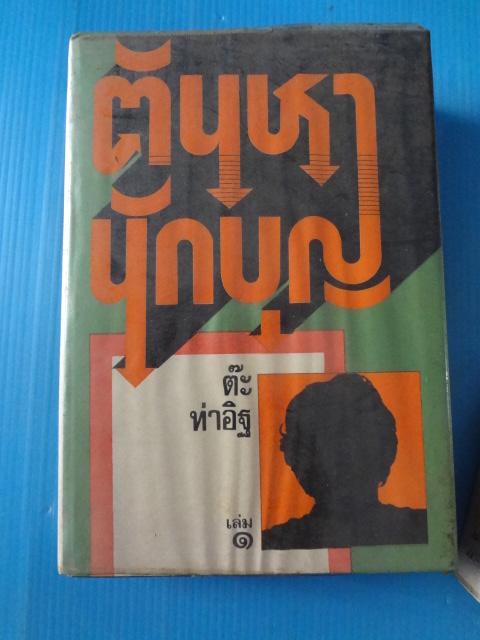 ตัณหา
นักบุญ
ต๊ะ
ท่าอิฐ
เล่ม
๑